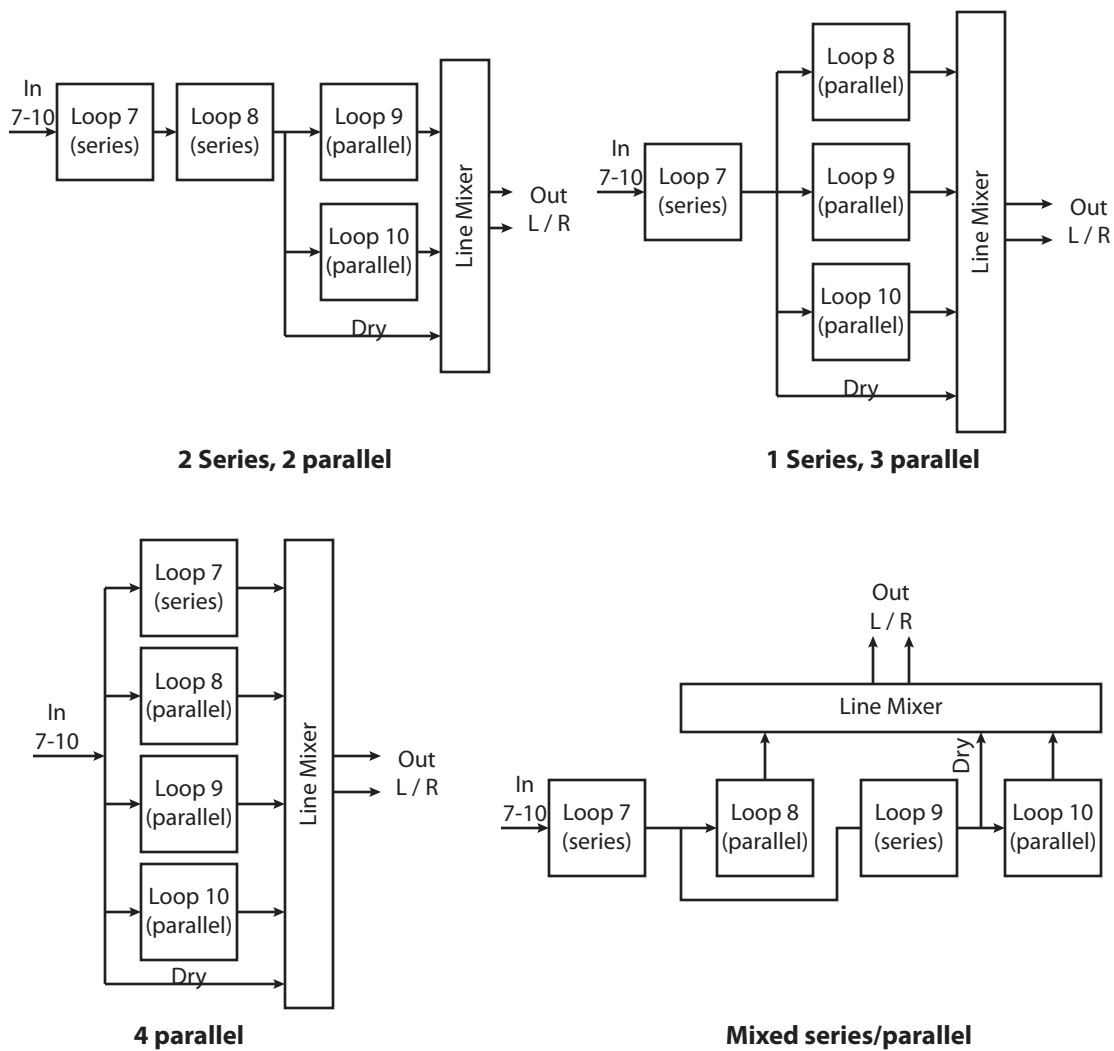 In
7-10
Loop 7
(series)
Loop 8
(series)
Loop 9
(parallel)
Loop 10
(parallel)
Dry
Line Mixer
Out
L / R
2 Series, 2 parallel
In
7-10
Loop 7
(series)
Loop 8
(parallel)
Loop 9
(parallel)
Loop 10
(parallel)
Dry
Line Mixer
Out
L / R
1 Series, 3 parallel
In
7-10
Loop 7
(series)
Loop 8
(parallel)
Loop 9
(parallel)
Loop 10
(parallel)
Dry
Line Mixer
Out
L / R
4 parallel
Out
L / R
Line Mixer
Dry
In
7-10
Loop 7
(series)
Loop 8
(parallel)
Loop 9
(series)
Loop 10
(parallel)
Mixed series/parallel